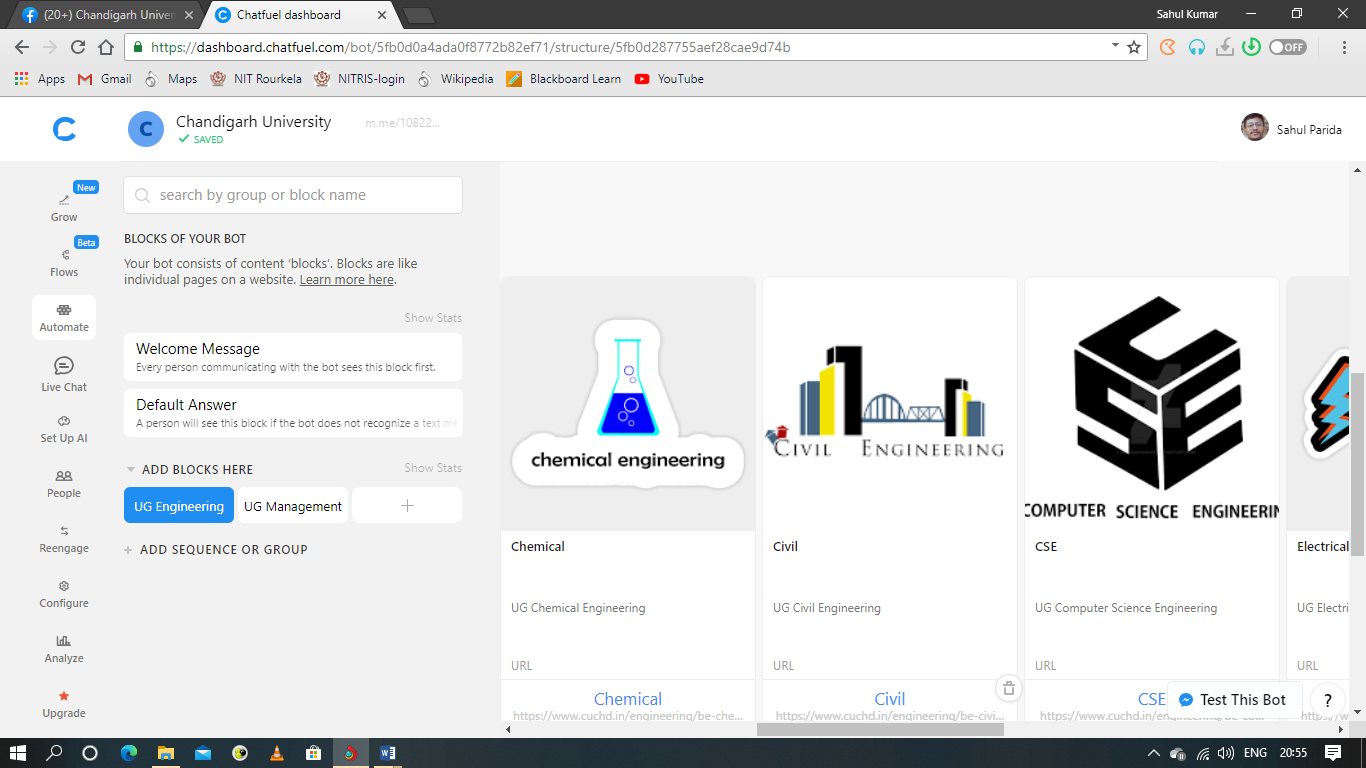 (20+) Chandigarh Univer
Chatfuel dashboard
Sahul Kumar
https://dashboard.chatfuel.com/bot/5fb0d0a4ada0f8772b82ef71/structure/5fb0d287755aef28cae9d74b
OFF
Apps Gmail Maps NIT Rourkela NITRIS-login Wikipedia Blackboard Learn YouTube
C
Chandigarh University
m.me/10822...
SAVED
Sahul Parida
New
Grow
Beta
Flows
Automate
Live Chat
Set Up AI
People
Reengage
Configure
Analyze
Upgrade
search by group or block name
BLOCKS OF YOUR BOT
Your bot consists of content ‘blocks’. Blocks are like
individual pages on a website. Learn more here.
Show Stats
Welcome Message
Every person communicating with the bot sees this block first.
Default Answer
A person will see this block if the bot does not recognize a text me
ADD BLOCKS HERE
Show Stats
UG Engineering
UG Management
+ ADD SEQUENCE OR GROUP
chemical engineering
Chemical
UG Chemical Engineering
URL
Chemical
https://www.cuchd.in/engineering/be-che...
CIVIL ENGINEERING
Civil
UG Civil Engineering
URL
Civil
https://www.cuchd.in/engineering/be-civi...
CSE
COMPUTER SCIENCE ENGINEERIN
CSE
UG Computer Science Engineering
URL
CSE
Electrical
UG Electri
URL
Test This Bot
?
ENG
20:55